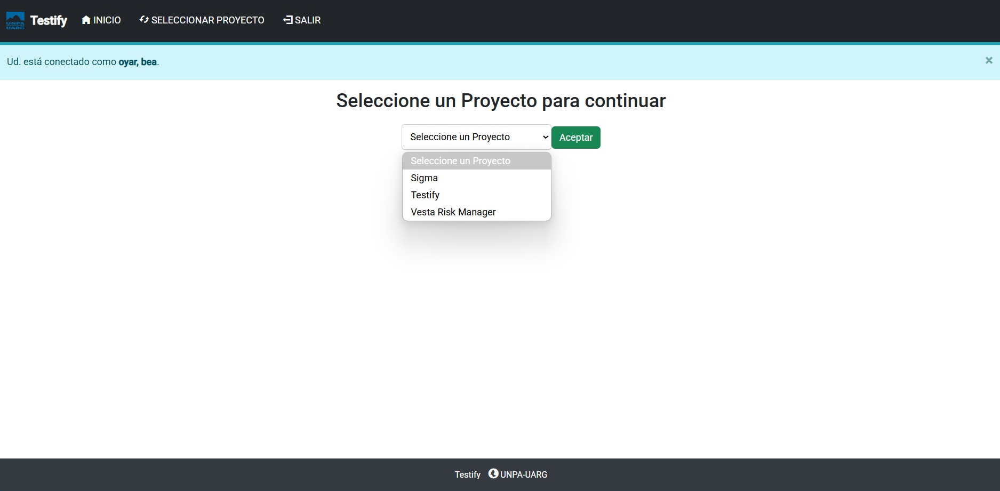 UNPA
UARG
Testify INICIO SELECCIONAR PROYECTO SALIR
Ud. está conectado como oyar, bea.
×
Seleccione un Proyecto para continuar
Seleccione un Proyecto Aceptar
Seleccione un Proyecto
Sigma
Testify
Vesta Risk Manager
Testify UNPA-UARG